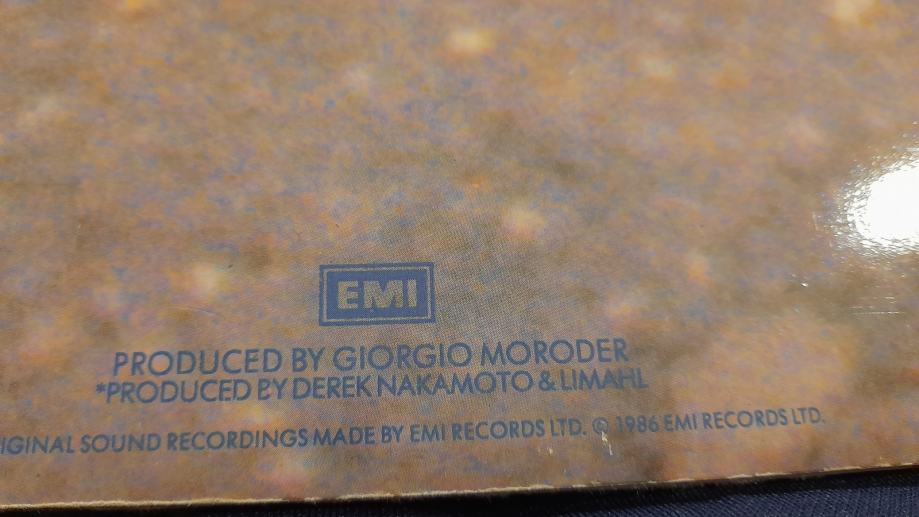 EMI
PRODUCED BY GIORGIO MORODER
*PRODUCED BY DEREK NAKAMOTO & LIMAHL
IGINAL SOUND RECORDINGS MADE BY EMI RECORDS LTD. © 1986 EMI RECORDS LTD.